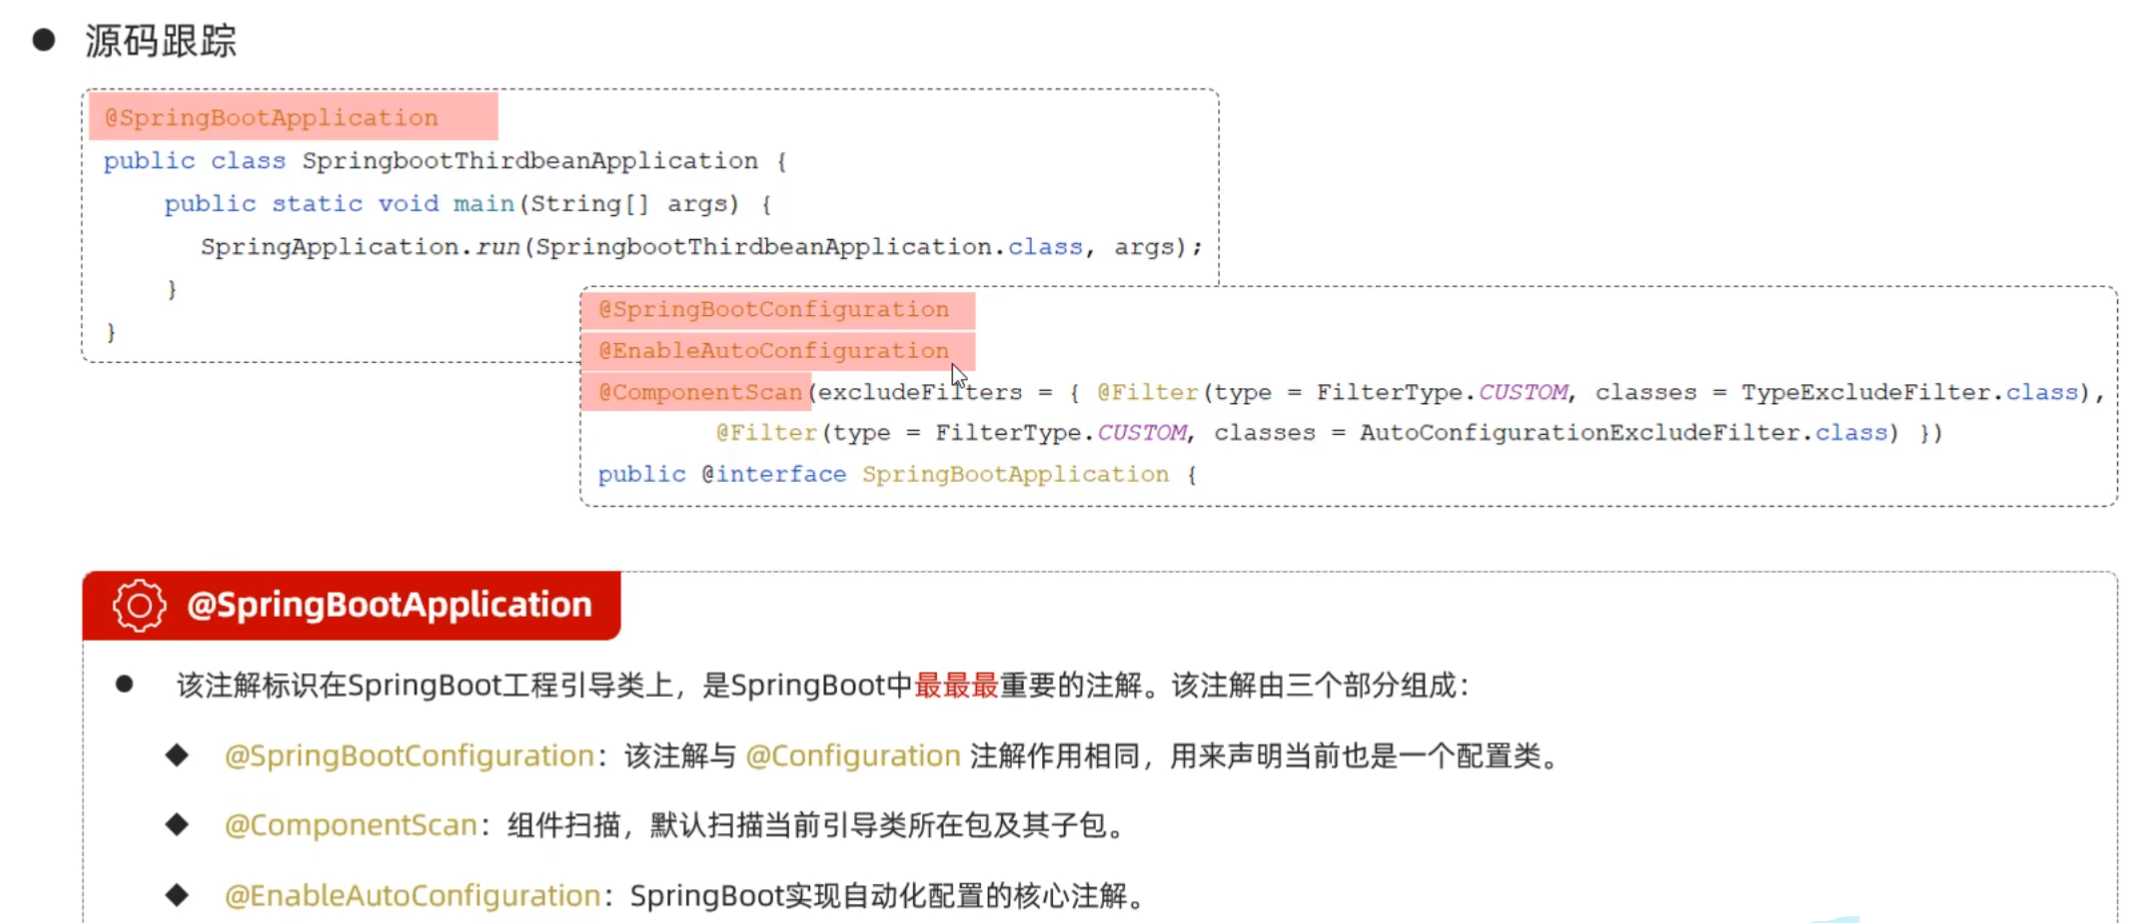 ● 源码跟踪
@SpringBootApplication
public class SpringbootThirdbeanApplication {
public static void main(String[] args) {
SpringApplication.run(SpringbootThirdbeanApplication.class, args);
}
}
@SpringBootConfiguration
@EnableAutoConfiguration
@ComponentScan(excludeFilters = { @Filter(type = FilterType.CUSTOM, classes = TypeExcludeFilter.class),
@Filter(type = FilterType.CUSTOM, classes = AutoConfigurationExcludeFilter.class) })
public @interface SpringBootApplication {
@SpringBootApplication
● 该注解标识在SpringBoot工程引导类上，是SpringBoot中最最最重要的注解。该注解由三个部分组成：
◆ @SpringBootConfiguration：该注解与 @Configuration 注解作用相同，用来声明当前也是一个配置类。
◆ @ComponentScan：组件扫描，默认扫描当前引导类所在包及其子包。
◆ @EnableAutoConfiguration：SpringBoot实现自动化配置的核心注解。